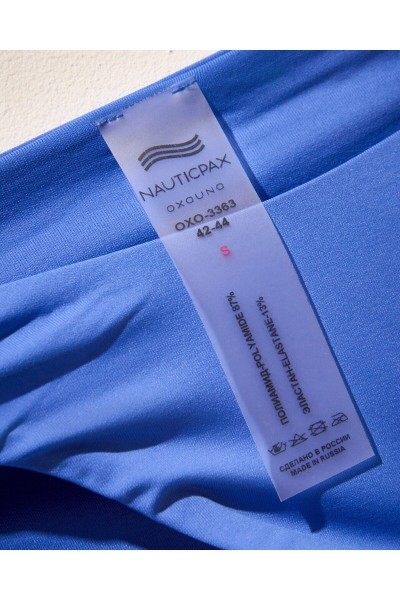 NAUTICPAX
OXOUNO
OXO-3363
42-44
S
ПОЛИАМИД-POLYAMIDE 87%
ЭЛАСТАН-ELASTANE-13%
СДЕЛАНО В РОССИИ
MADE IN RUSSIA